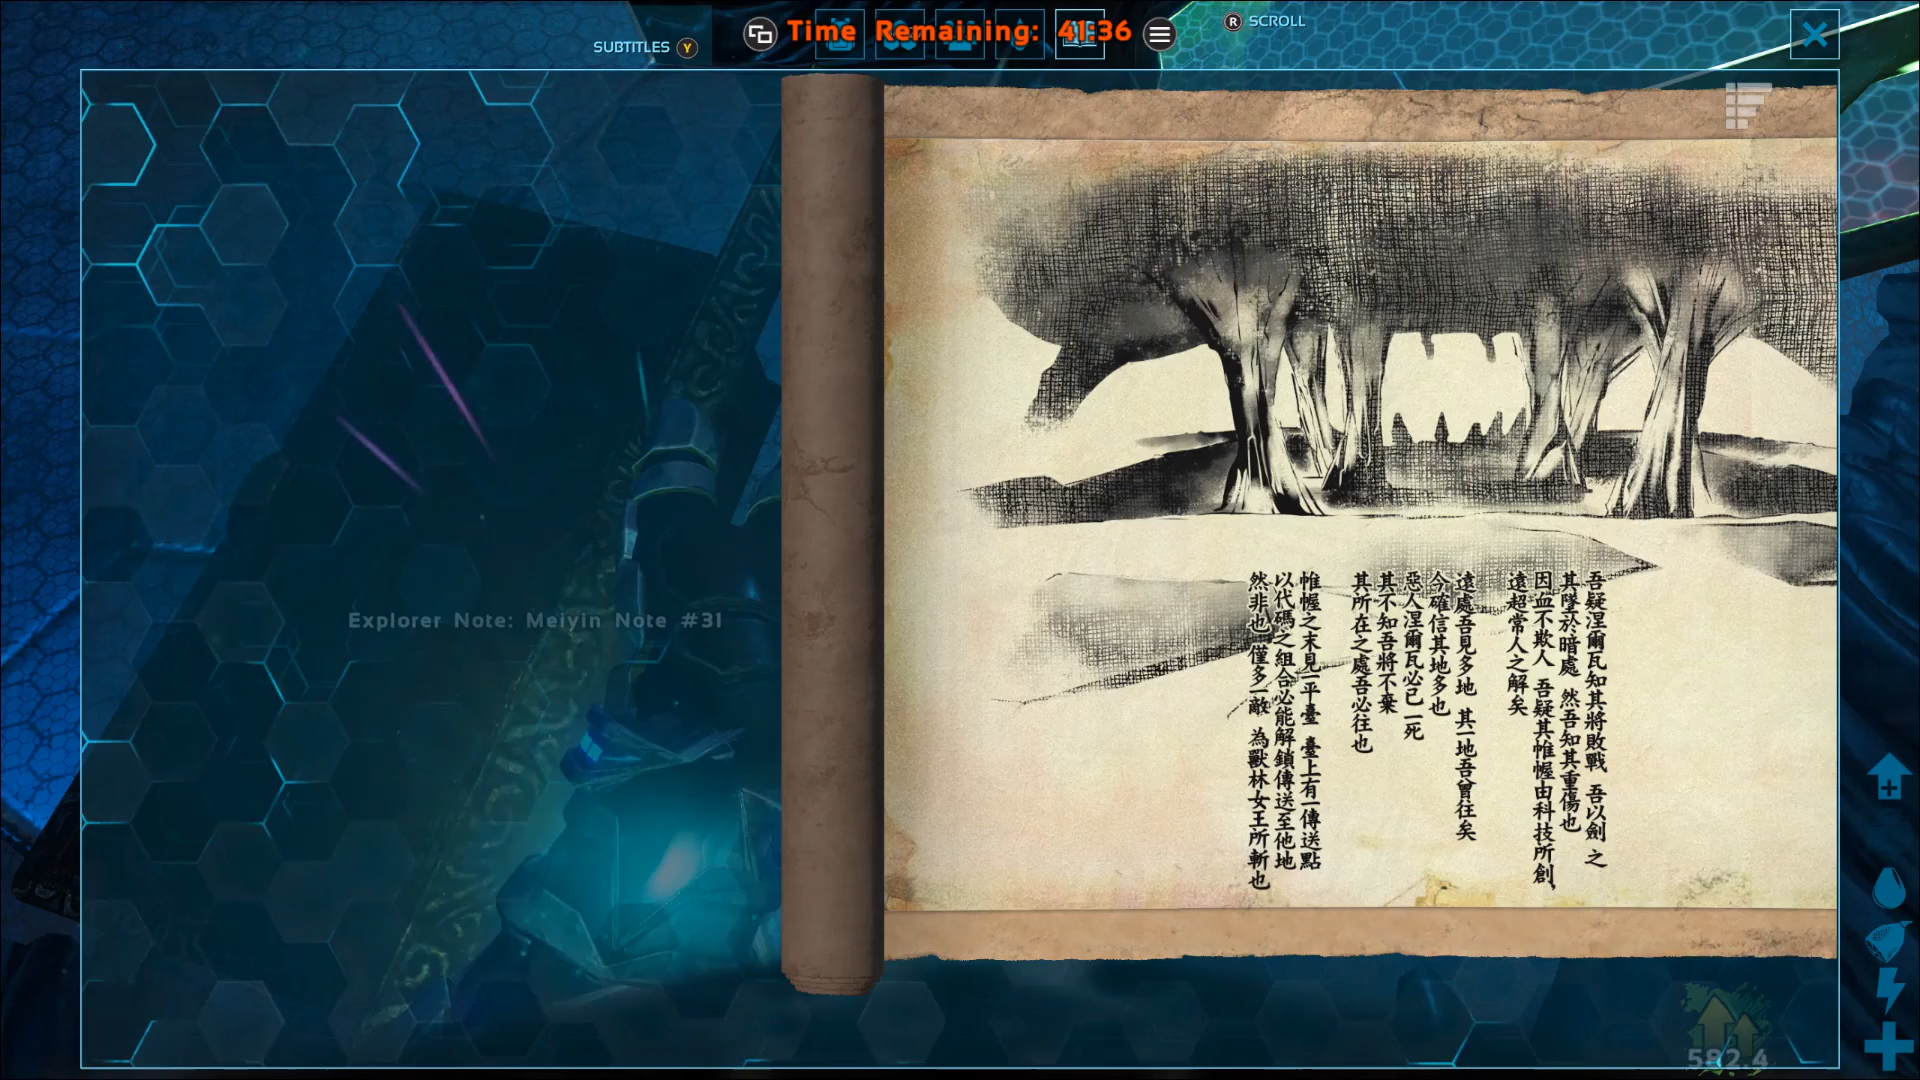 SUBTITLES Y
Time Remaining: 41:36
R SCROLL
Explorer Note: Meiyin Note #31
吾疑涅爾瓦知其將敗戰 吾以劍 之
其墜於暗處 然吾知其重傷也
因血不欺人 吾疑其帷幄由科技所創,
遠超常人之解矣
遠處吾見多地 其一地吾曾往矣
今確信其地多也
惡人涅爾瓦必已一死
其不知吾將不棄
其所在之處吾必往也
帷幄之末見一平臺 臺上有一傳送點
以代碼之組合必能解鎖傳送至他地
然非也 僅多一敵 為獸林女王所斬也
582.4